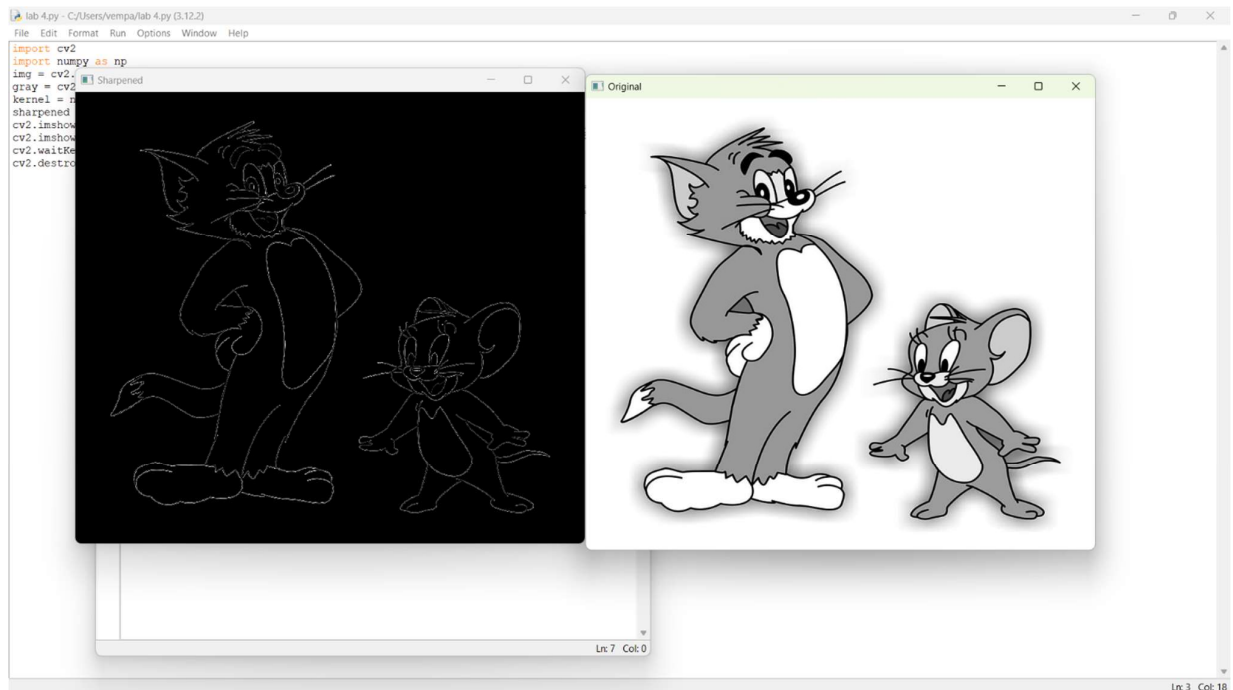 lab 4.py - C:/Users/vempa/lab 4.py (3.12.2)
File Edit Format Run Options Window Help
import cv2
import numpy as np
img = cv2.
gray = cv2
kernel = n
sharpened
cv2.imshow
cv2.imshow
cv2.waitKe
cv2.destro
Sharpened
Original
Ln: 7 Col: 0
Ln: 3 Col: 18